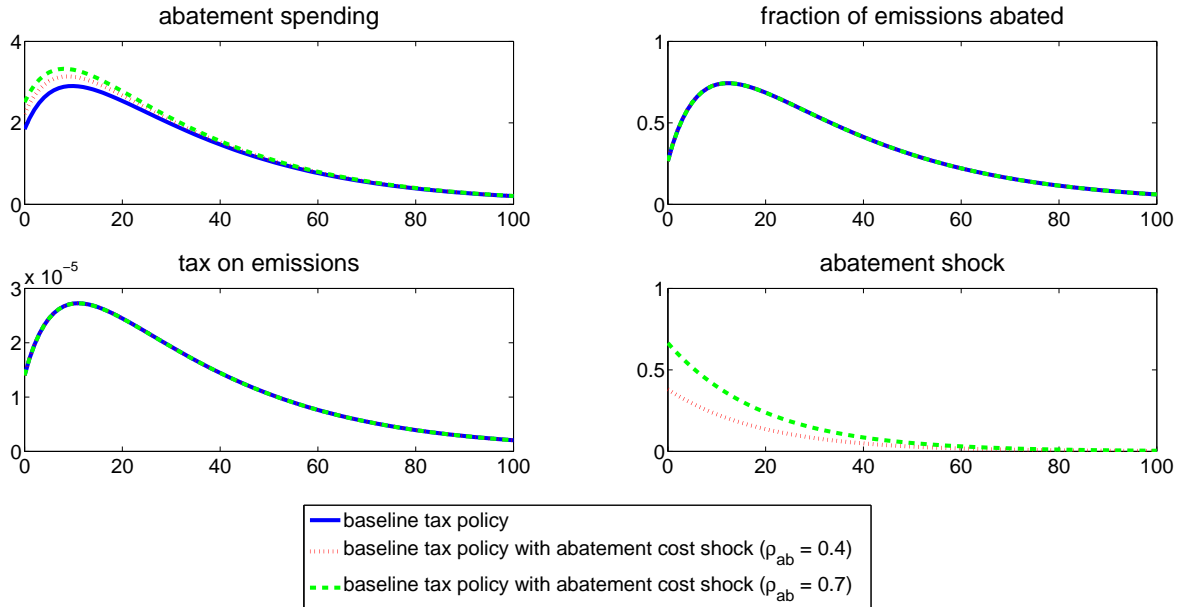 abatement spending
4
2
0
0 20 40 60 80 100
fraction of emissions abated
1
0.5
0
0 20 40 60 80 100
tax on emissions
x 10⁻⁵
3
2
1
0
0 20 40 60 80 100
abatement shock
1
0.5
0
0 20 40 60 80 100
baseline tax policy
baseline tax policy with abatement cost shock (ρ_ab = 0.4)
baseline tax policy with abatement cost shock (ρ_ab = 0.7)